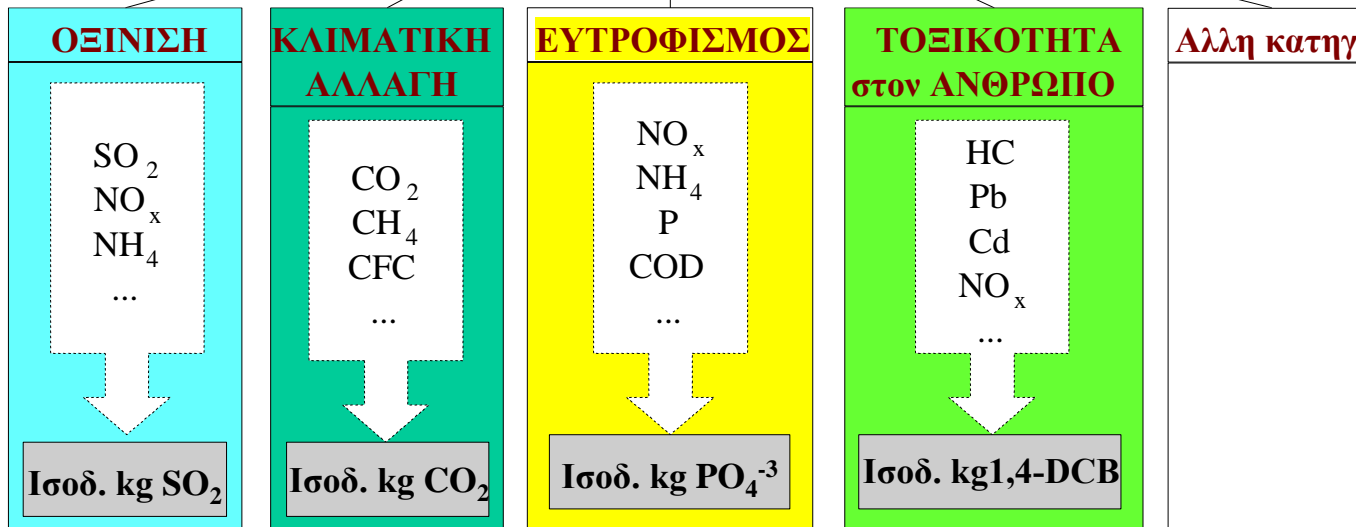 ΟΞΙΝΙΣΗ
SO2
NOx
NH4
...
Ισοδ. kg SO2
ΚΛΙΜΑΤΙΚΗ
ΑΛΛΑΓΗ
CO2
CH4
CFC
...
Ισοδ. kg CO2
ΕΥΤΡΟΦΙΣΜΟΣ
NOx
NH4
P
COD
...
Ισοδ. kg PO4-3
ΤΟΞΙΚΟΤΗΤΑ
στον ΑΝΘΡΩΠΟ
HC
Pb
Cd
NOx
...
Ισοδ. kg1,4-DCB
Αλλη κατηγ